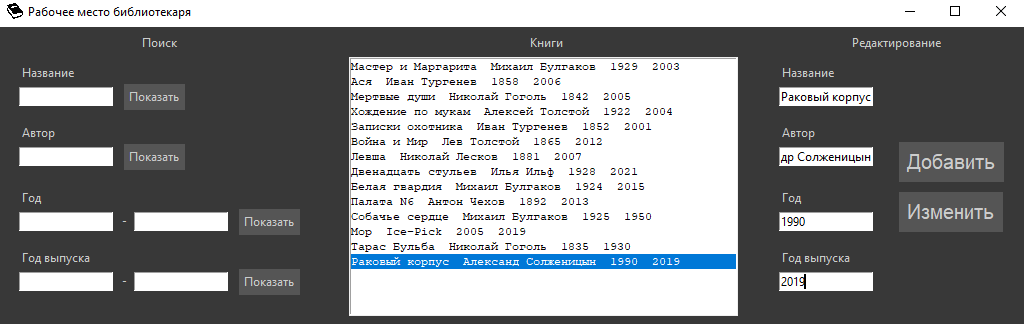 Рабочее место библиотекаря
Поиск
Название
Показать
Автор
Показать
Год
-
Показать
Год выпуска
-
Показать
Книги
Мастер и Маргарита Михаил Булгаков 1929 2003
Ася Иван Тургенев 1858 2006
Мертвые души Николай Гоголь 1842 2005
Хождение по мукам Алексей Толстой 1922 2004
Записки охотника Иван Тургенев 1852 2001
Война и Мир Лев Толстой 1865 2012
Левша Николай Лесков 1881 2007
Двенадцать стульев Илья Ильф 1928 2021
Белая гвардия Михаил Булгаков 1924 2015
Палата N6 Антон Чехов 1892 2013
Собачье сердце Михаил Булгаков 1925 1950
Мор Ice-Pick 2005 2019
Тарас Бульба Николай Гоголь 1835 1930
Раковый корпус Александ Солженицын 1990 2019
Редактирование
Название
Раковый корпус
Автор
др Солженицын
Год
1990
Год выпуска
2019
Добавить
Изменить